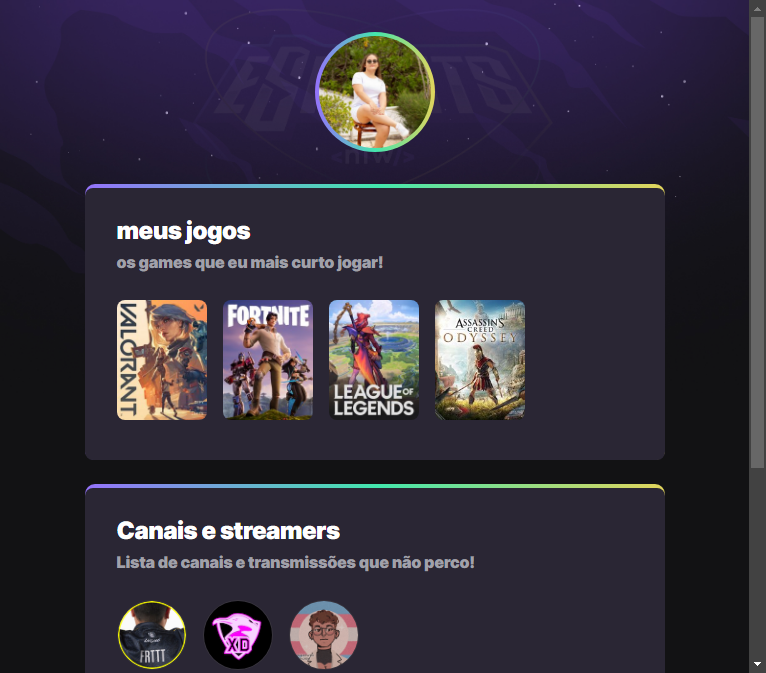 ESPORTS
<nlw/>
meus jogos
os games que eu mais curto jogar!
VALORANT
FORTNITE
LEAGUE OF
LEGENDS
ASSASSIN'S
CREED
ODYSSEY
Canais e streamers
Lista de canais e transmissões que não perco!
FRTTT
XD